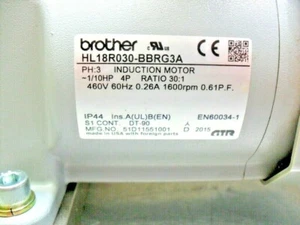 brother
HL18R030-BBRG3A
PH:3 INDUCTION MOTOR
~1/10HP 4P RATIO 30:1
460V 60Hz 0.26A 1600rpm 0.61P.F.
IP44 Ins.A(UL)B(EN) EN60034-1
S1 CONT. DT-90
MFG.NO. 2015
made in USA with foreign parts